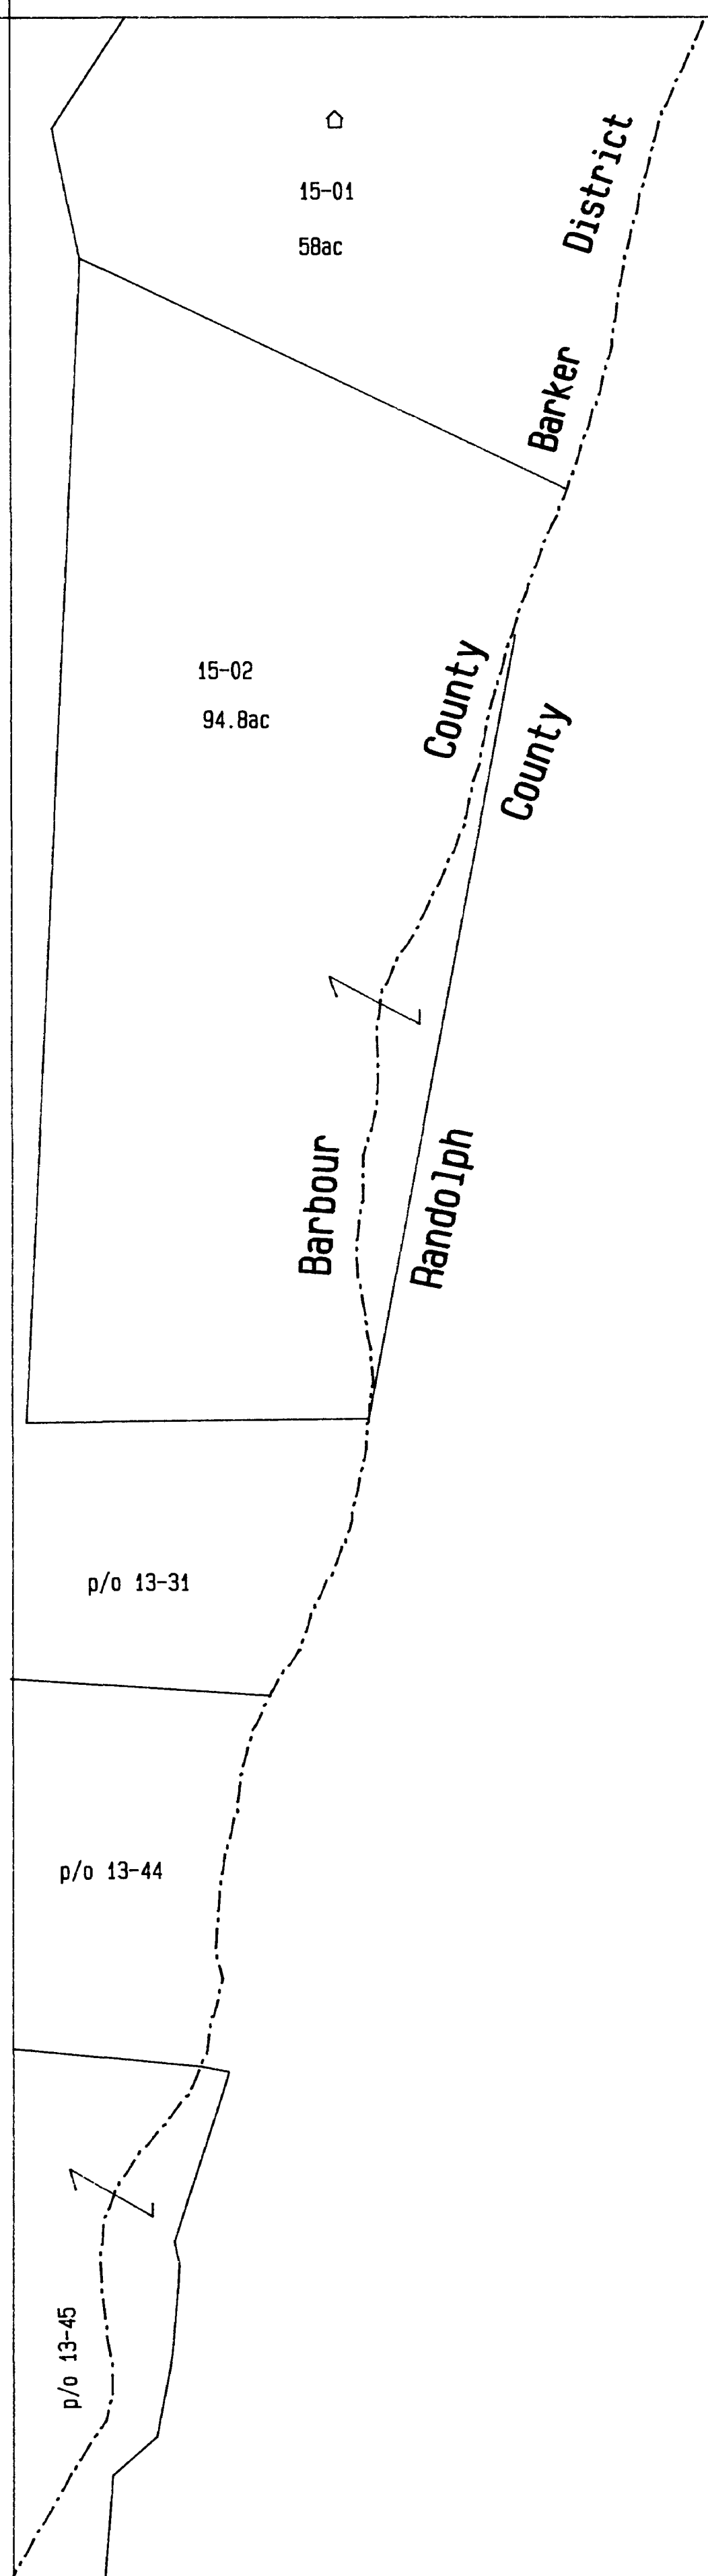 15-01
58ac
Barker District
15-02
94.8ac
Barbour County
Randolph County
p/o 13-31
p/o 13-44
p/o 13-45